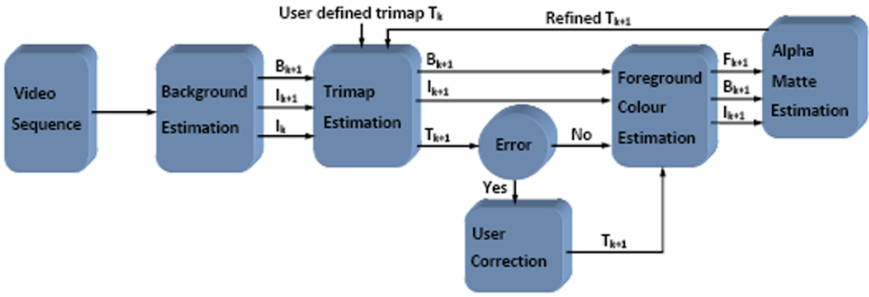 User defined trimap Tk
Refined Tk+1
Video
Sequence
Background
Estimation
Bk+1
Ik+1
Ik
Trimap
Estimation
Bk+1
Ik+1
Tk+1
Error
No
Yes
User
Correction
Tk+1
Foreground
Colour
Estimation
Fk+1
Bk+1
Ik+1
Alpha
Matte
Estimation